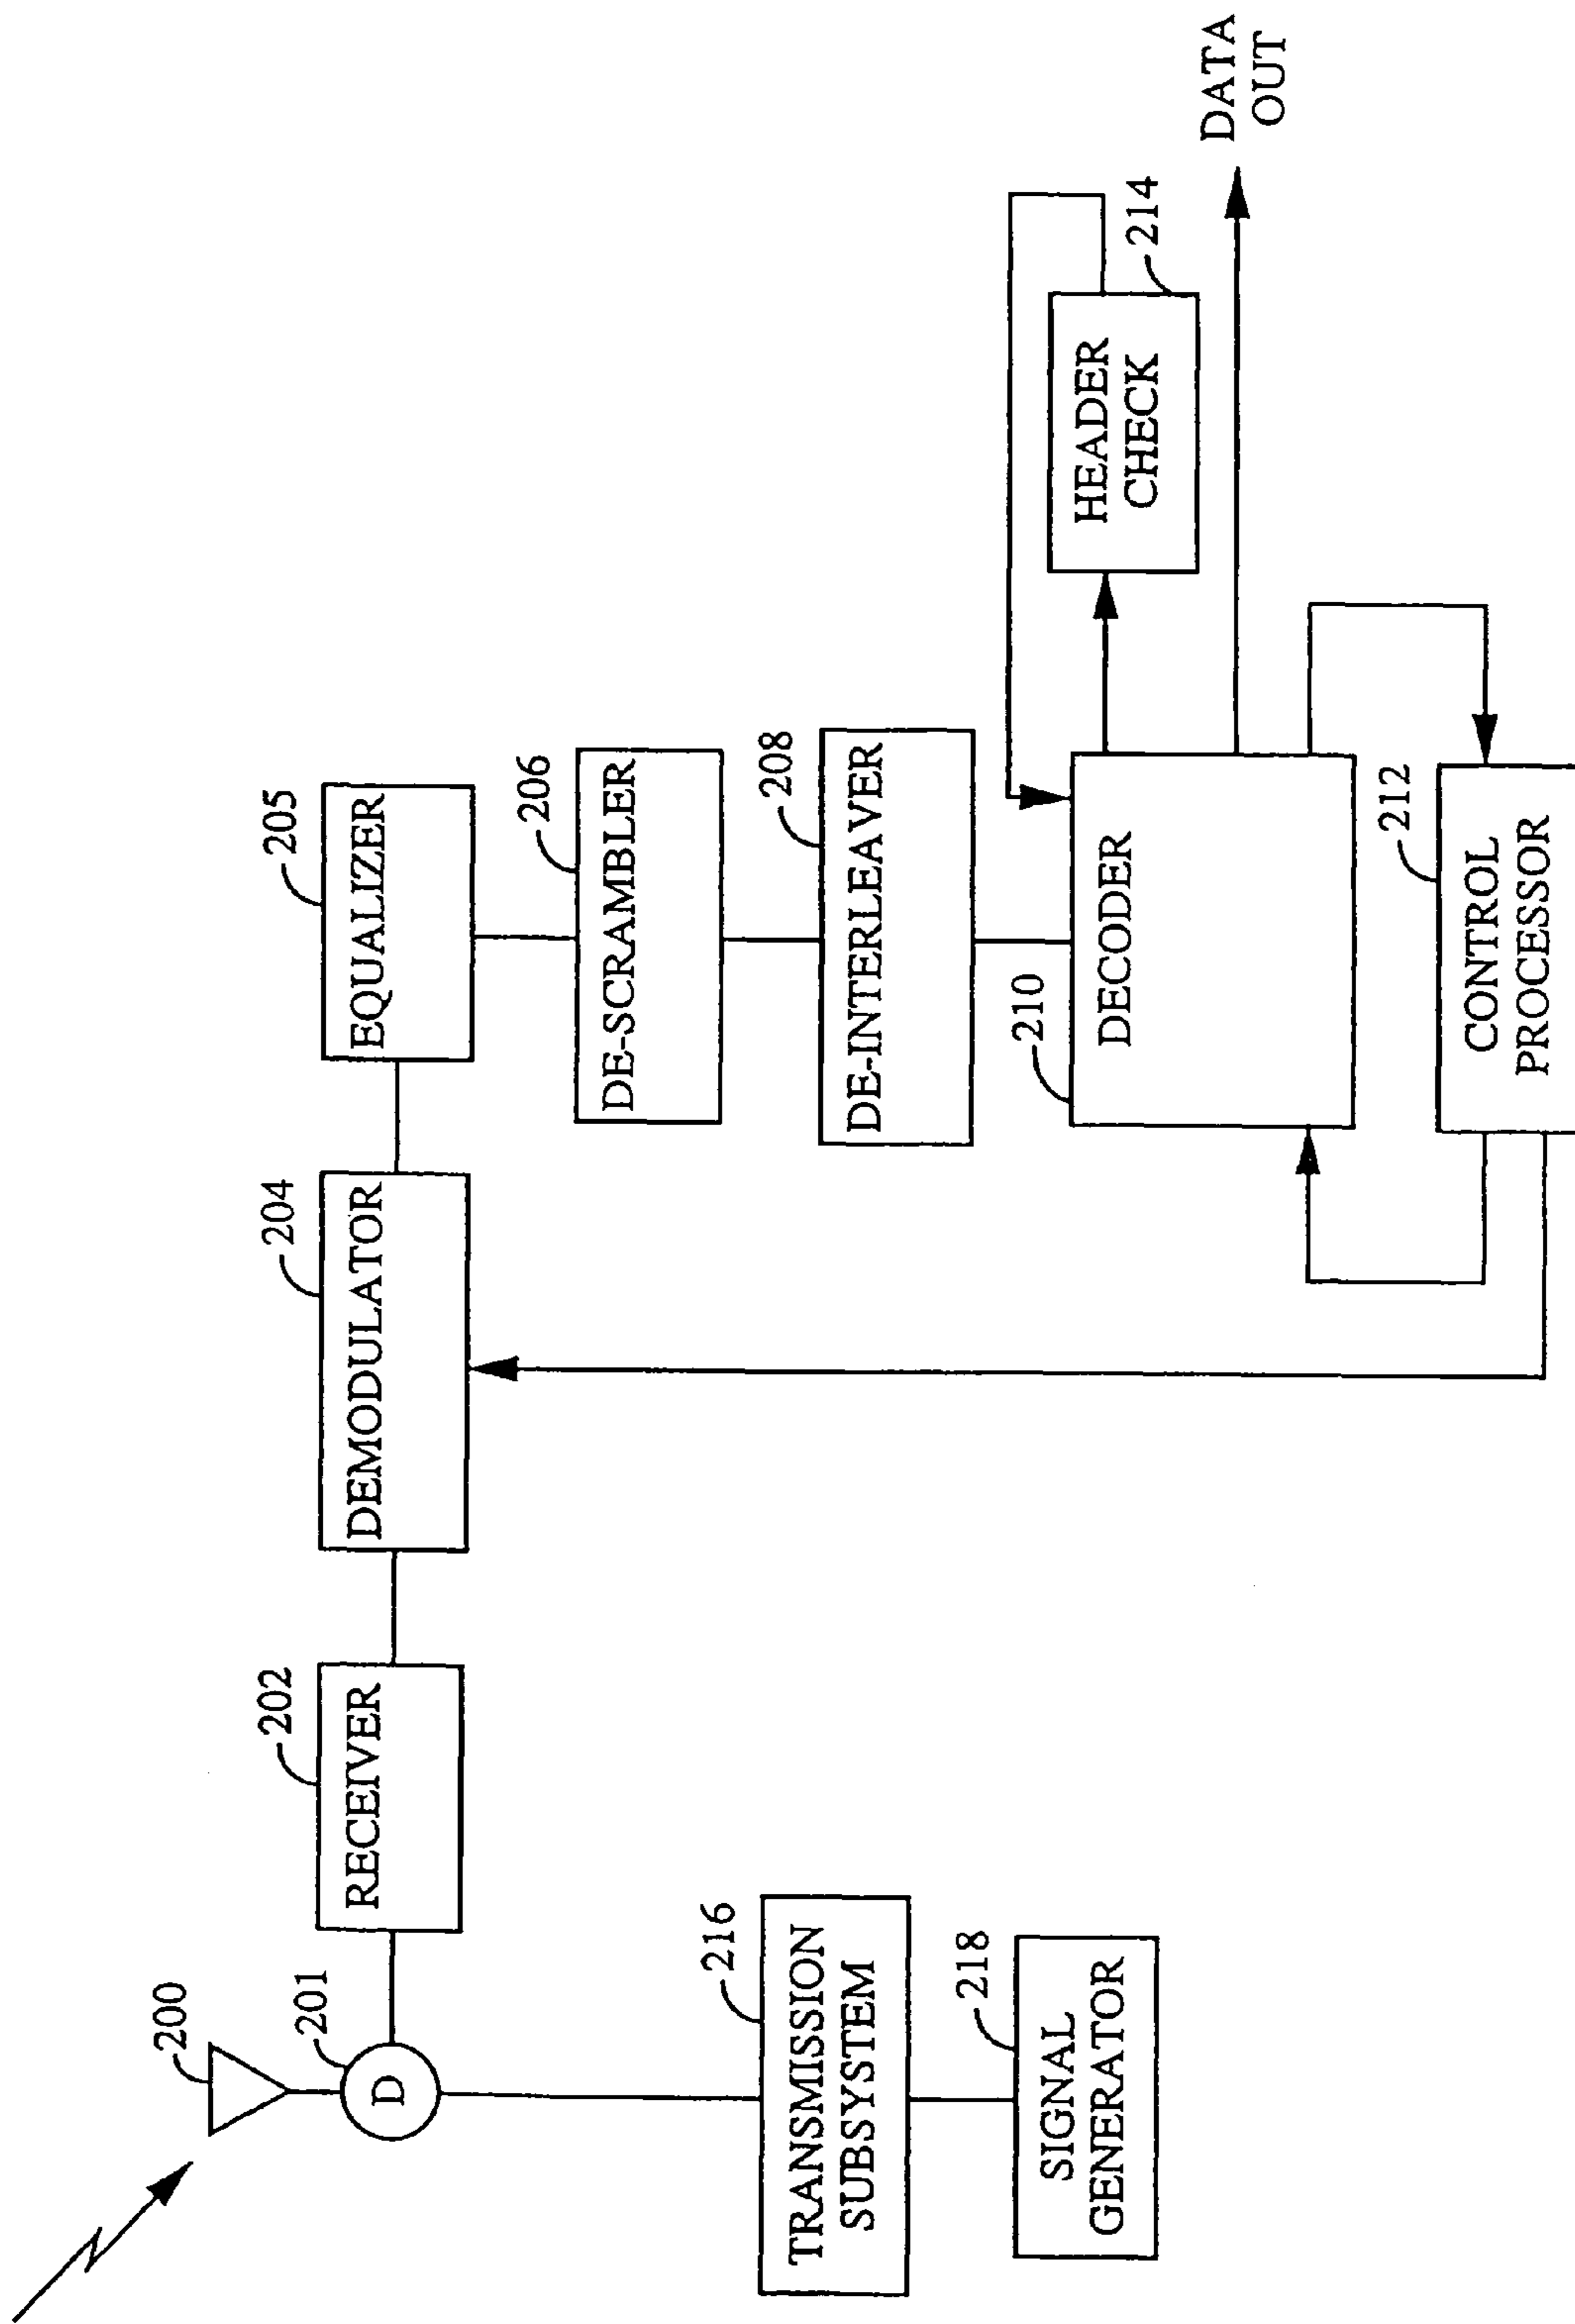 200
201
D
202
RECEIVER
204
DEMODULATOR
205
EQUALIZER
206
DE-SCRAMBLER
208
DE-INTERLEAVER
210
DECODER
214
HEADER
CHECK
DATA
OUT
212
CONTROL
PROCESSOR
216
TRANSMISSION
SUBSYSTEM
218
SIGNAL
GENERATOR